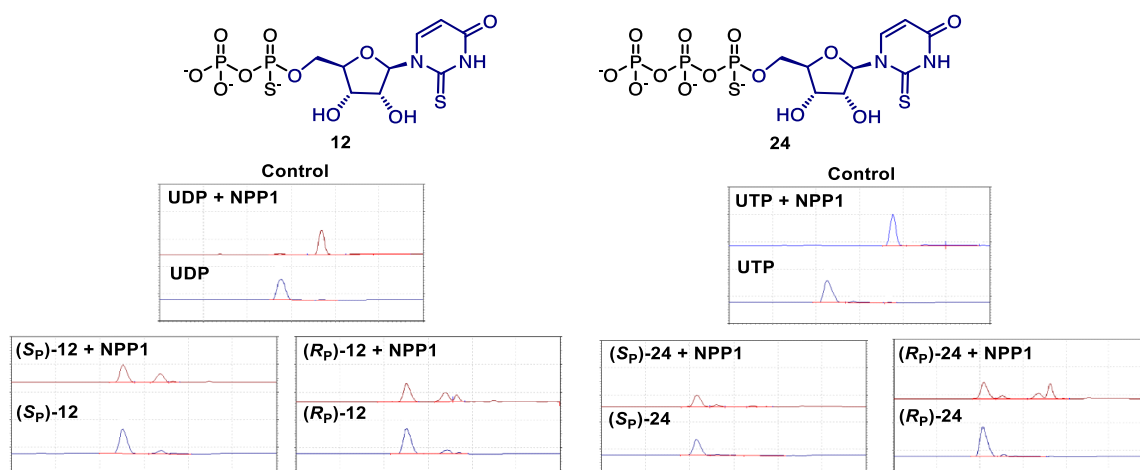 O O
-O P O P O O N NH O
O- S- S
HO OH
12
O O O
-O P O P O P O O N NH O
O- O- S- S
HO OH
24
Control
UDP + NPP1
UDP
Control
UTP + NPP1
UTP
(SP)-12 + NPP1
(SP)-12
(RP)-12 + NPP1
(RP)-12
(SP)-24 + NPP1
(SP)-24
(RP)-24 + NPP1
(RP)-24